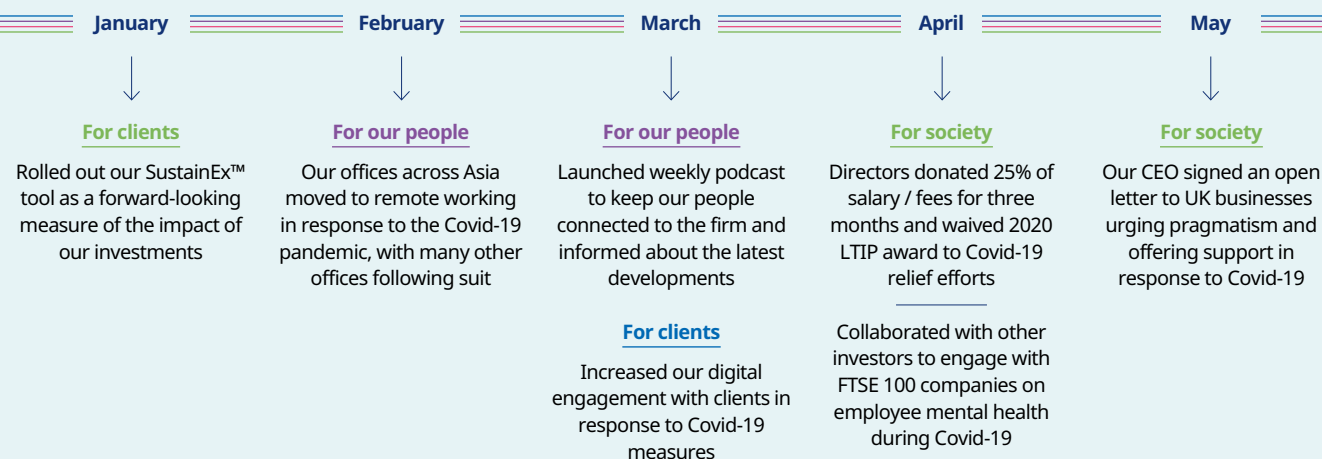 January
February
March
April
May
For clients
Rolled out our SustainEx™
tool as a forward-looking
measure of the impact of
our investments
For our people
Our offices across Asia
moved to remote working
in response to the Covid-19
pandemic, with many other
offices following suit
For our people
Launched weekly podcast
to keep our people
connected to the firm and
informed about the latest
developments
For clients
Increased our digital
engagement with clients in
response to Covid-19
measures
For society
Directors donated 25% of
salary / fees for three
months and waived 2020
LTIP award to Covid-19
relief efforts
Collaborated with other
investors to engage with
FTSE 100 companies on
employee mental health
during Covid-19
For society
Our CEO signed an open
letter to UK businesses
urging pragmatism and
offering support in
response to Covid-19